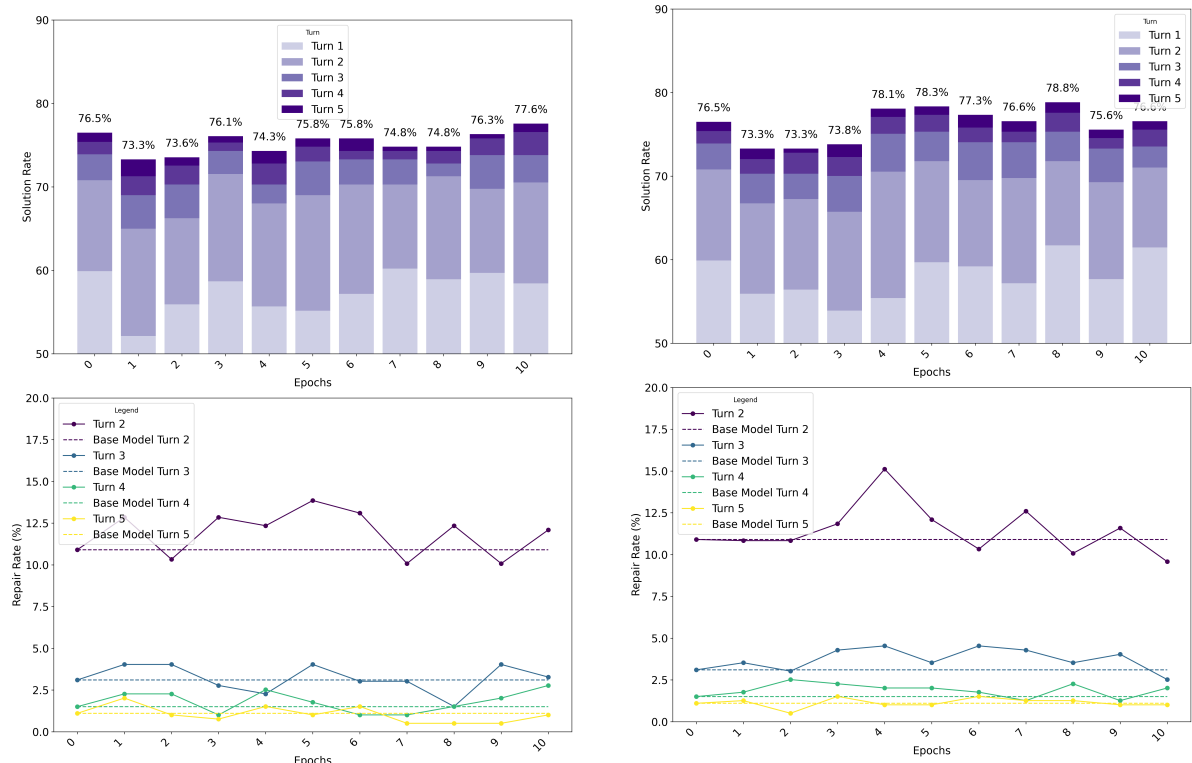 90
80
70
60
50
Solution Rate
Turn
Turn 1
Turn 2
Turn 3
Turn 4
Turn 5
76.5%
73.3%
73.6%
76.1%
74.3%
75.8%
75.8%
74.8%
74.8%
76.3%
77.6%
0 1 2 3 4 5 6 7 8 9 10
Epochs
90
80
70
60
50
Solution Rate
Turn
Turn 1
Turn 2
Turn 3
Turn 4
Turn 5
76.5%
73.3%
73.3%
73.8%
78.1%
78.3%
77.3%
76.6%
78.8%
75.6%
0 1 2 3 4 5 6 7 8 9 10
Epochs
20.0
17.5
15.0
12.5
10.0
7.5
5.0
2.5
0.0
Repair Rate (%)
Legend
Turn 2
Base Model Turn 2
Turn 3
Base Model Turn 3
Turn 4
Base Model Turn 4
Turn 5
Base Model Turn 5
0 1 2 3 4 5 6 7 8 9 10
Epochs
20.0
17.5
15.0
12.5
10.0
7.5
5.0
2.5
0.0
Repair Rate (%)
Legend
Turn 2
Base Model Turn 2
Turn 3
Base Model Turn 3
Turn 4
Base Model Turn 4
Turn 5
Base Model Turn 5
0 1 2 3 4 5 6 7 8 9 10
Epochs